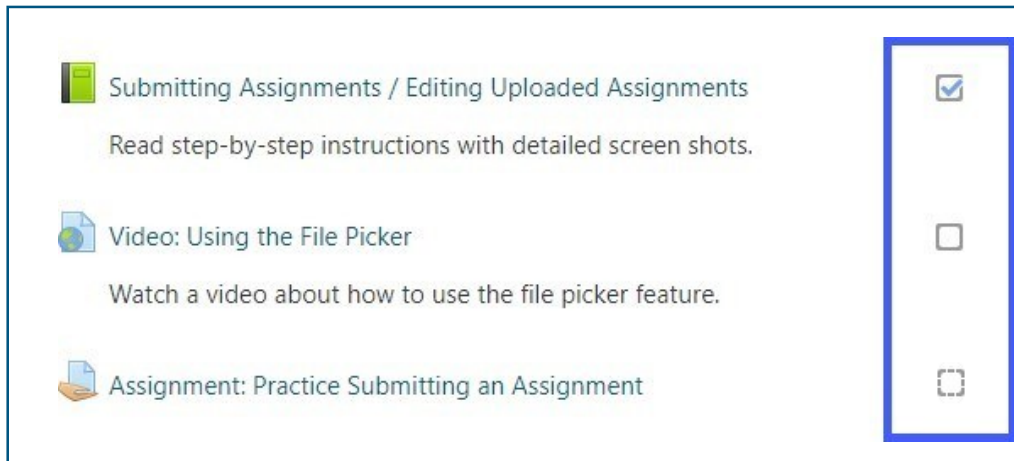 Submitting Assignments / Editing Uploaded Assignments
Read step-by-step instructions with detailed screen shots.
Video: Using the File Picker
Watch a video about how to use the file picker feature.
Assignment: Practice Submitting an Assignment